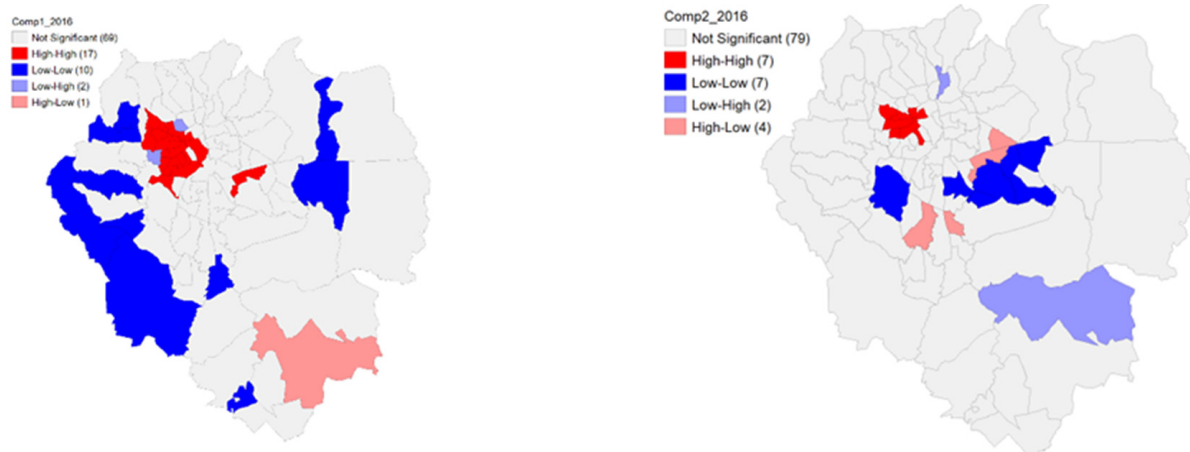 Comp1_2016
Not Significant (69)
High-High (17)
Low-Low (10)
Low-High (2)
High-Low (1)
Comp2_2016
Not Significant (79)
High-High (7)
Low-Low (7)
Low-High (2)
High-Low (4)